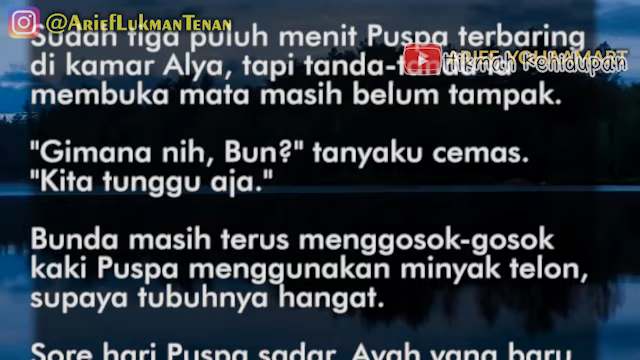 @AriefLukmanTenan
Sudah tiga puluh menit Puspa terbaring
di kamar Alya, tapi
Hikmah Kehidupan
membuka mata masih belum tampak.
"Gimana nih, Bun?" tanyaku cemas.
"Kita tunggu aja."
Bunda masih terus menggosok-gosok
kaki Puspa menggunakan minyak telon,
supaya tubuhnya hangat.
Sore hari Puspa sadar. Ayah yang baru